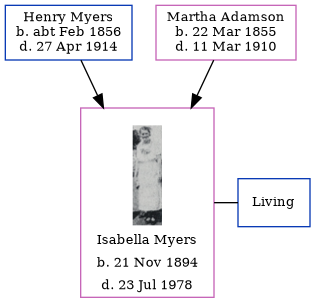 Henry Myers
b. abt Feb 1856
d. 27 Apr 1914
Martha Adamson
b. 22 Mar 1855
d. 11 Mar 1910
Isabella Myers
b. 21 Nov 1894
d. 23 Jul 1978
Living